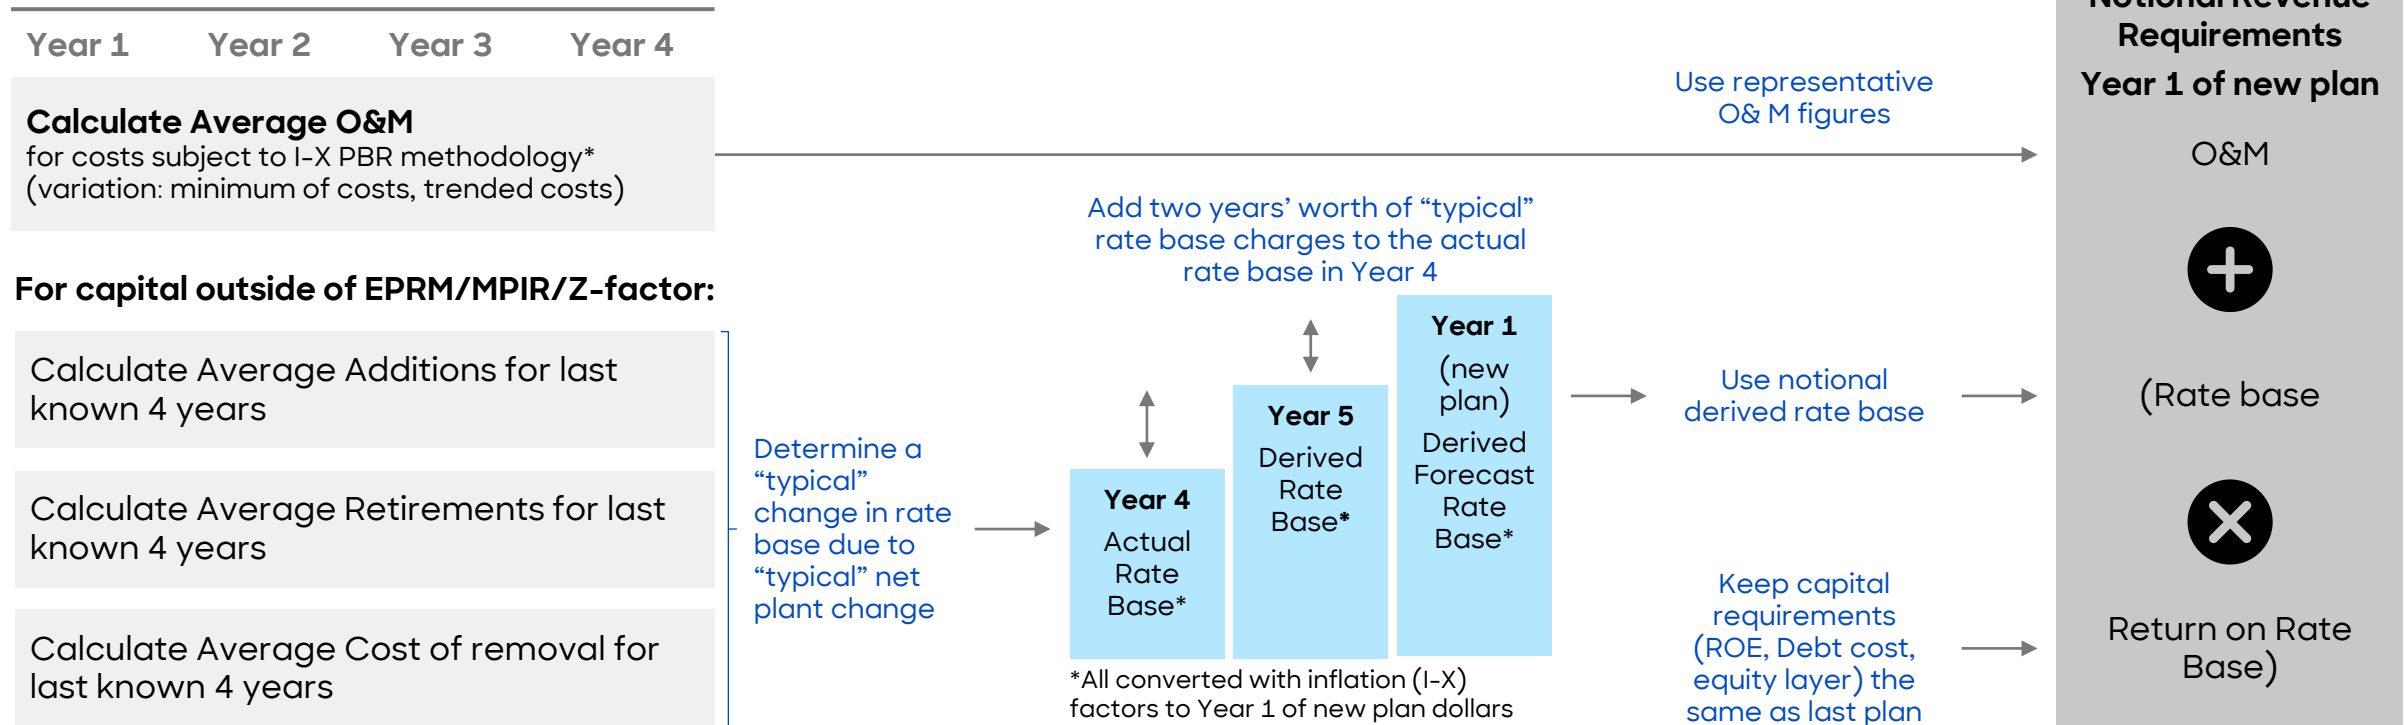 Year 1 Year 2 Year 3 Year 4
Calculate Average O&M
for costs subject to I-X PBR methodology*
(variation: minimum of costs, trended costs)
For capital outside of EPRM/MPIR/Z-factor:
Calculate Average Additions for last
known 4 years
Calculate Average Retirements for last
known 4 years
Calculate Average Cost of removal for
last known 4 years
Determine a
“typical”
change in rate
base due to
“typical” net
plant change
Add two years’ worth of “typical”
rate base charges to the actual
rate base in Year 4
Year 4
Actual
Rate
Base*
Year 5
Derived
Rate
Base*
Year 1
(new
plan)
Derived
Forecast
Rate
Base*
*All converted with inflation (I-X)
factors to Year 1 of new plan dollars
Use representative
O& M figures
Use notional
derived rate base
Keep capital
requirements
(ROE, Debt cost,
equity layer) the
same as last plan
Notional Revenue
Requirements
Year 1 of new plan
O&M
+
(Rate base
×
Return on Rate
Base)